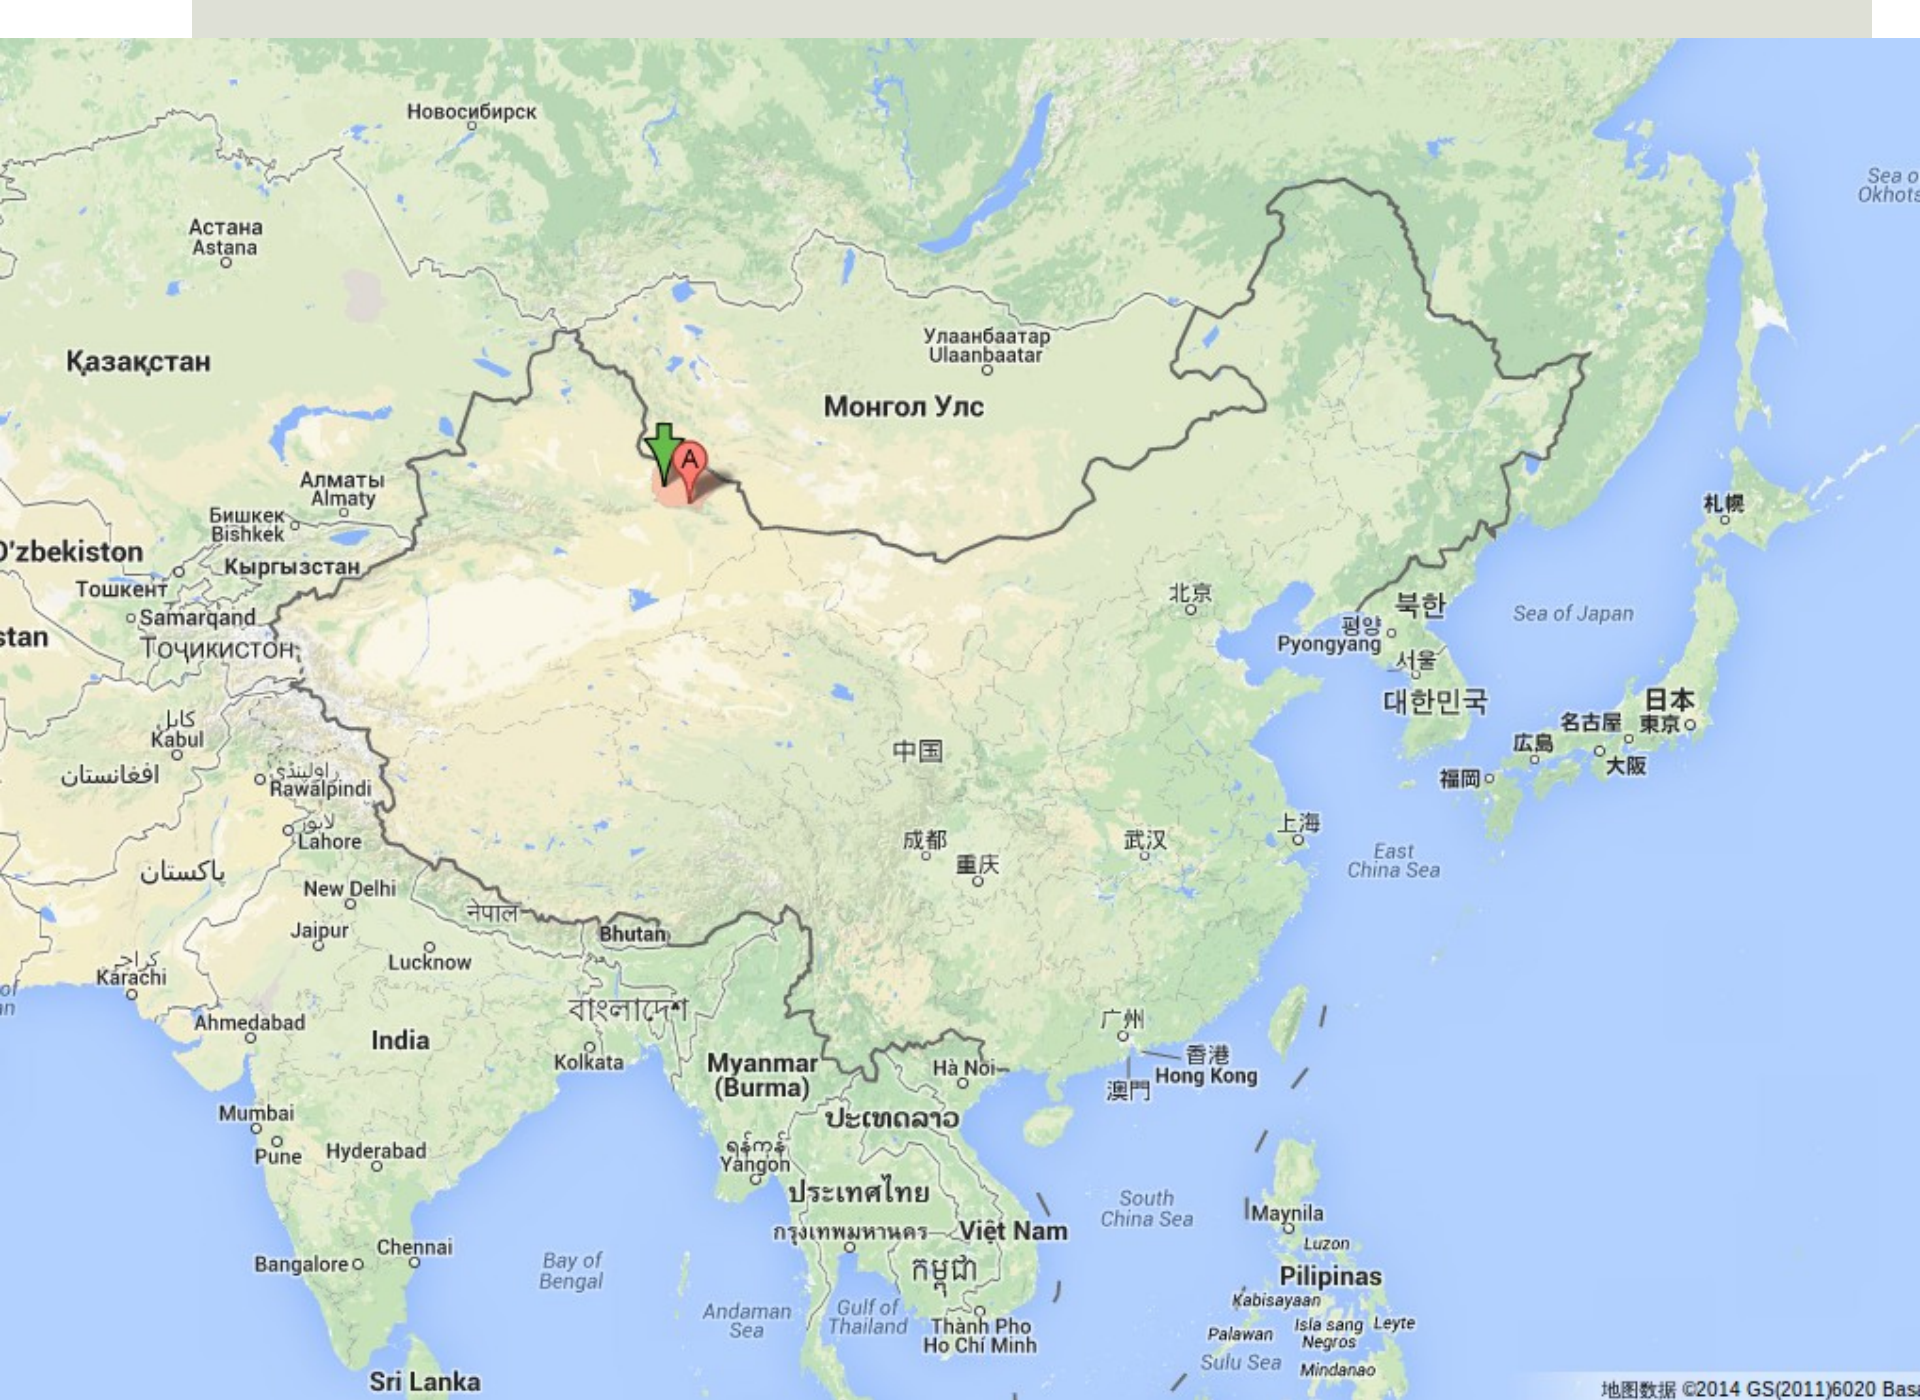 Новосибирск
Sea o
Okhots
Астана
Astana
Улаанбаатар
Ulaanbaatar
Қазақстан
Монгол Улс
A
Алматы
Almaty
札幌
Бишкек
Bishkek
O'zbekiston
Кыргызстан
Тошкент
北京
북한
Samarqand
Sea of Japan
평양
Pyongyang
stan
Тоҷикистон
서울
대한민국
日本
کابل
Kabul
名古屋
東京
広島
中国
افغانستان
راولپنڈی
Rawalpindi
福岡
大阪
لاہور
Lahore
成都
武汉
上海
重庆
East
China Sea
پاکستان
New Delhi
नेपाल
Jaipur
Bhutan
Lucknow
کراچی
Karachi
of
an
বাংলাদেশ
Ahmedabad
广州
India
Kolkata
Myanmar
(Burma)
Hà Nội
香港
Hong Kong
澳門
Mumbai
ປະເທດລາວ
Pune
Hyderabad
ရန်ကုန်
Yangon
ประเทศไทย
South
China Sea
Maynila
กรุงเทพมหานคร
Việt Nam
Luzon
Bangalore
Chennai
Bay of
Bengal
កម្ពុជា
Pilipinas
Kabisayaan
Andaman
Sea
Gulf of
Thailand
Thành Pho
Ho Chí Minh
Isla sang
Negros
Leyte
Palawan
Sulu Sea
Mindanao
Sri Lanka
地图数据 ©2014 GS(2011)6020 Bas